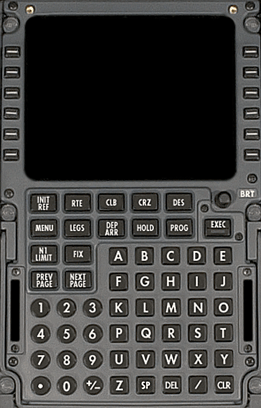 BRT
INIT REF RTE CLB CRZ DES
MENU LEGS DEP ARR HOLD PROG EXEC
N1 LIMIT FIX A B C D E
PREV PAGE NEXT PAGE F G H I J
1 2 3 K L M N O
4 5 6 P Q R S T
7 8 9 U V W X Y
• 0 +/- Z SP DEL / CLR